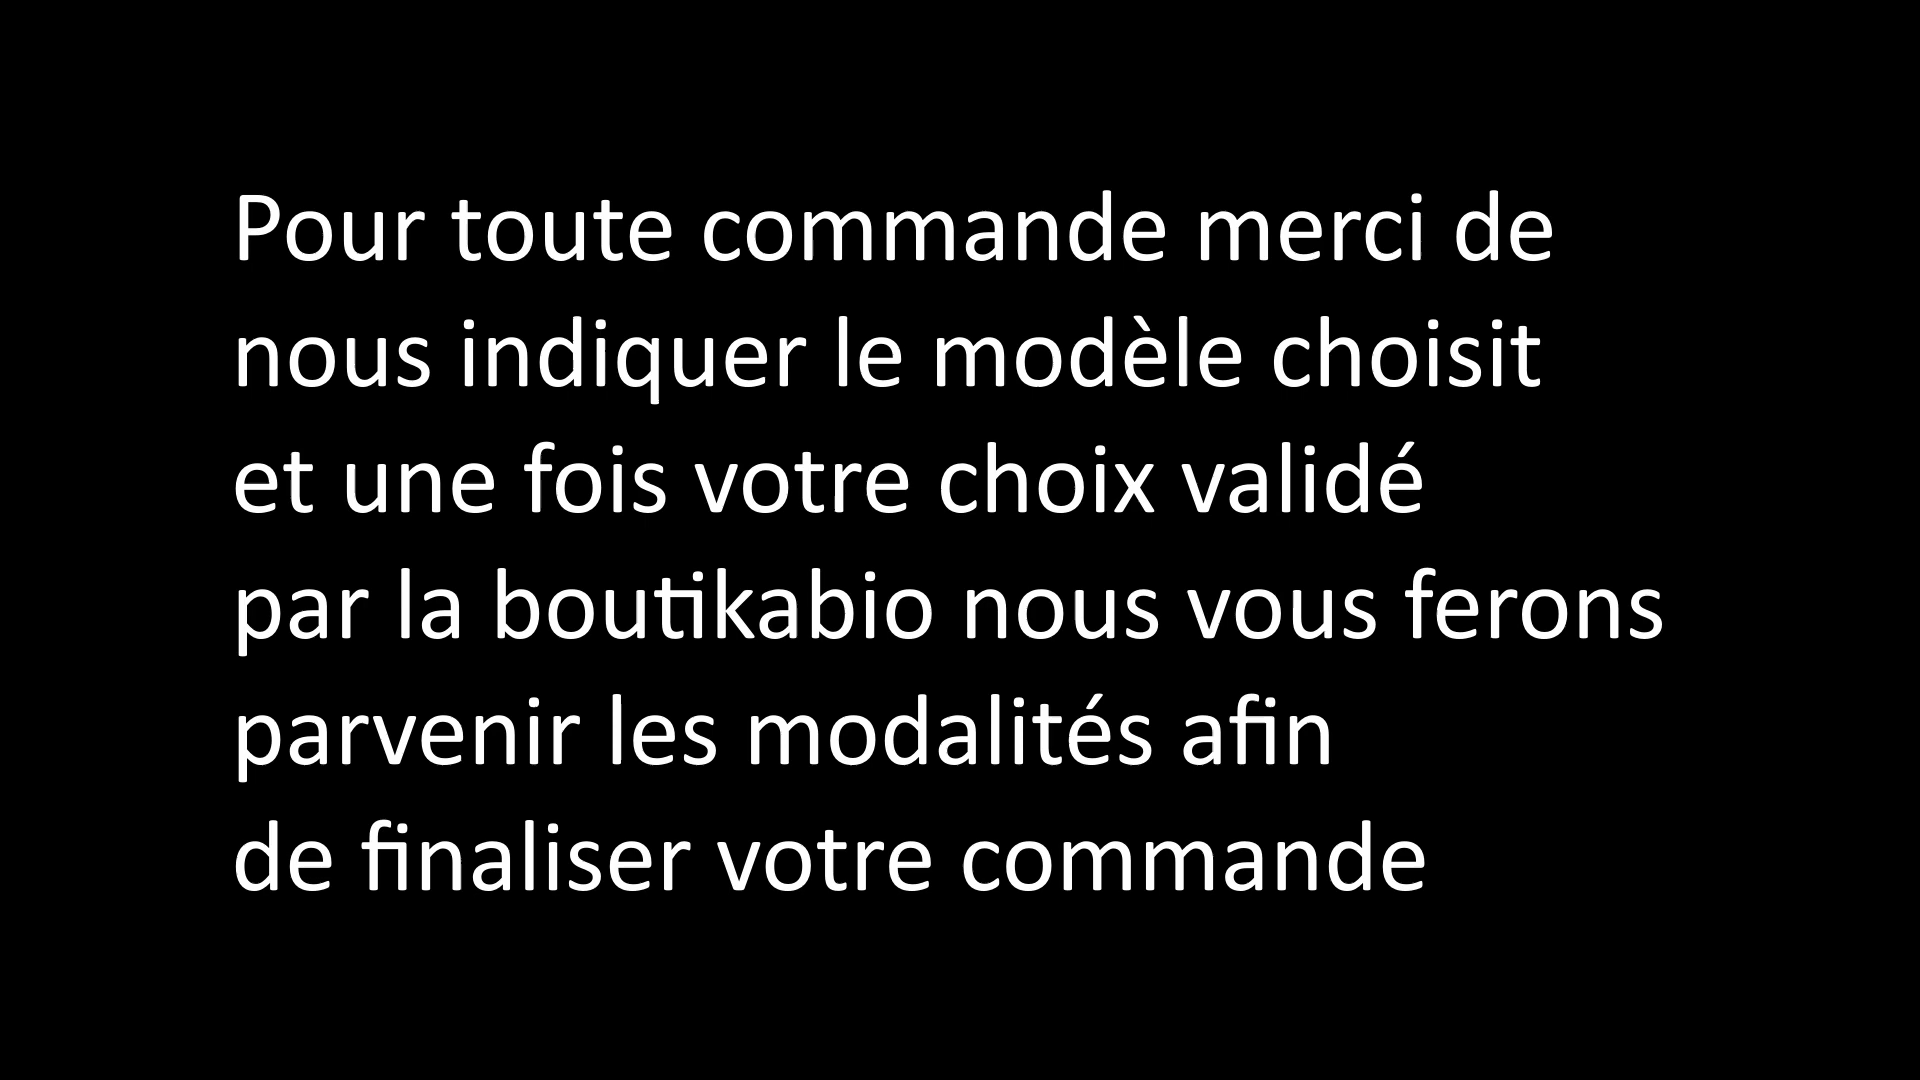 Pour toute commande merci de
nous indiquer le modèle choisit
et une fois votre choix validé
par la boutikabio nous vous ferons
parvenir les modalités afin
de finaliser votre commande